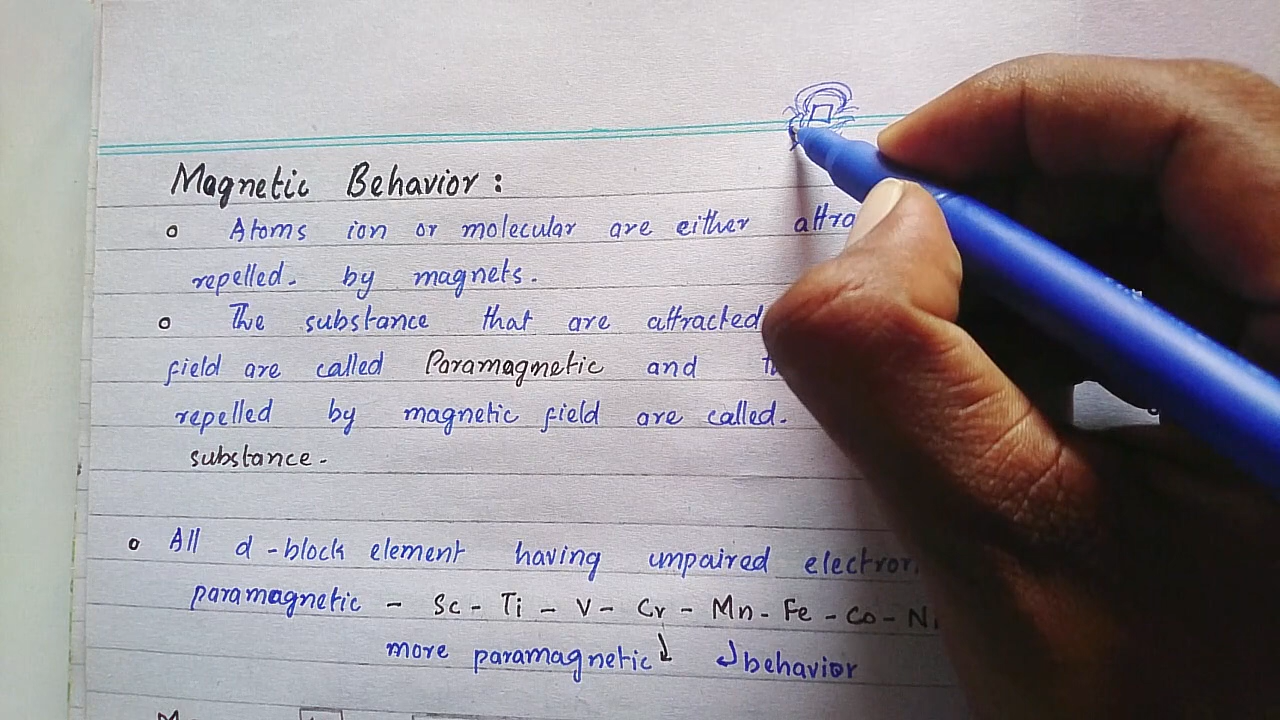 Magnetic Behavior :
o Atoms ion or molecular are either attra
repelled. by magnets.
o The substance that are attracted
field are called Paramagnetic and
repelled by magnetic field are called.
substance.
o All d-block element having unpaired electron
paramagnetic - Sc - Ti - V - Cr - Mn - Fe - Co - Ni
more paramagnetic ↓ ↲ behavior